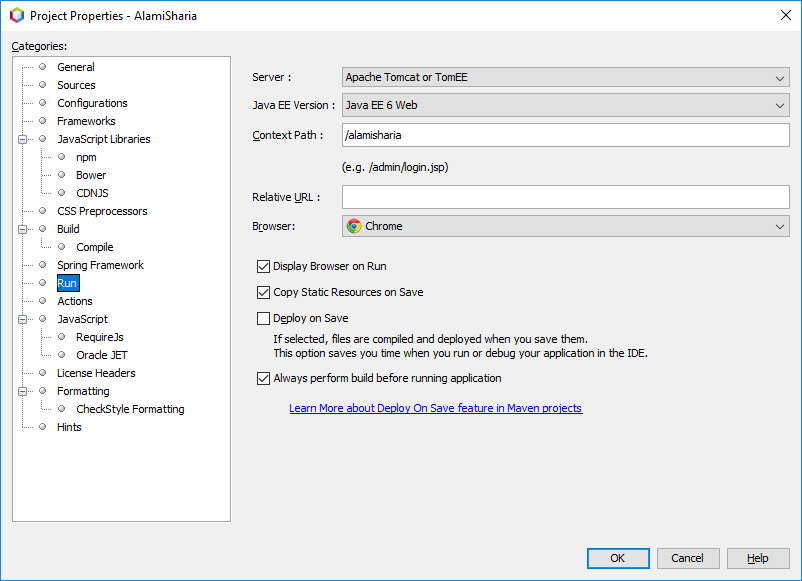 Project Properties - AlamiSharia
Categories:
General
Sources
Configurations
Frameworks
JavaScript Libraries
npm
Bower
CDNJS
CSS Preprocessors
Build
Compile
Spring Framework
Run
Actions
JavaScript
RequireJs
Oracle JET
License Headers
Formatting
CheckStyle Formatting
Hints
Server : Apache Tomcat or TomEE
Java EE Version : Java EE 6 Web
Context Path : /alamisharia
(e.g. /admin/login.jsp)
Relative URL :
Browser: Chrome
Display Browser on Run
Copy Static Resources on Save
Deploy on Save
If selected, files are compiled and deployed when you save them.
This option saves you time when you run or debug your application in the IDE.
Always perform build before running application
Learn More about Deploy On Save feature in Maven projects
OK Cancel Help